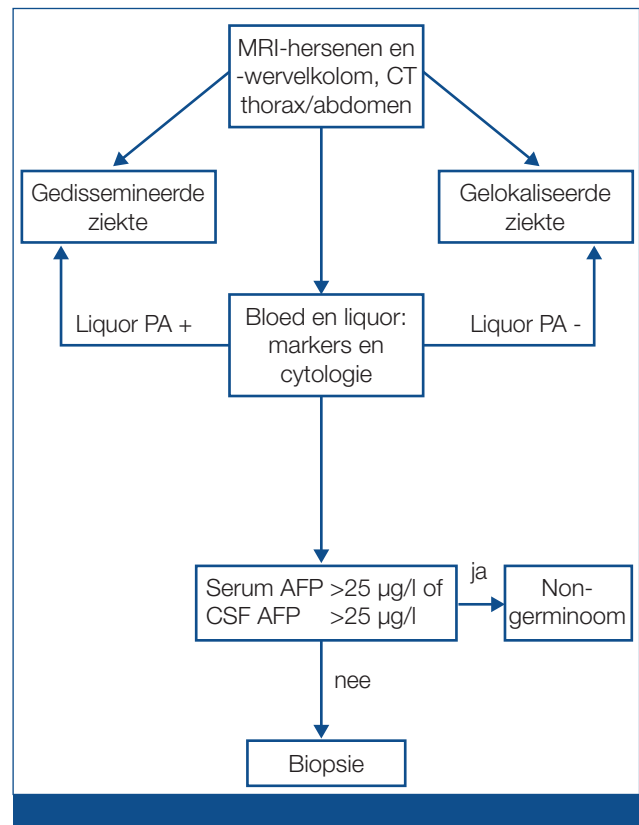 MRI-hersenen en
-wervelkolom, CT
thorax/abdomen
Gedissemineerde
ziekte
Gelokaliseerde
ziekte
Liquor PA +
Bloed en liquor:
markers en
cytologie
Liquor PA -
Serum AFP >25 µg/l of
CSF AFP >25 µg/l
ja
Non-
germinoom
nee
Biopsie